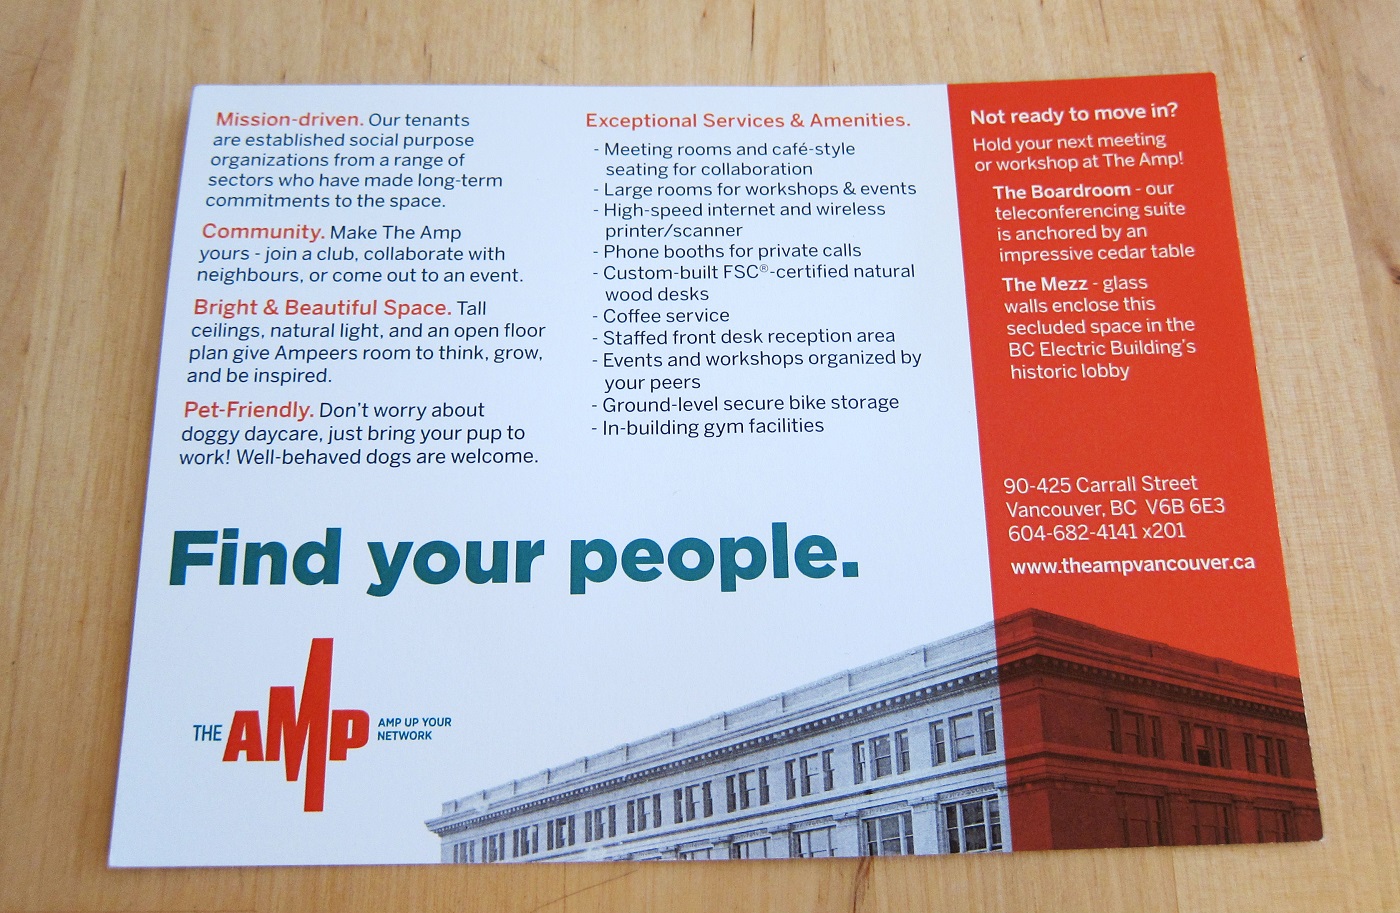 Mission-driven. Our tenants
are established social purpose
organizations from a range of
sectors who have made long-term
commitments to the space.
Community. Make The Amp
yours - join a club, collaborate with
neighbours, or come out to an event.
Bright & Beautiful Space. Tall
ceilings, natural light, and an open floor
plan give Ampeers room to think, grow,
and be inspired.
Pet-Friendly. Don't worry about
doggy daycare, just bring your pup to
work! Well-behaved dogs are welcome.
Exceptional Services & Amenities.
- Meeting rooms and café-style
seating for collaboration
- Large rooms for workshops & events
- High-speed internet and wireless
printer/scanner
- Phone booths for private calls
- Custom-built FSC®-certified natural
wood desks
- Coffee service
- Staffed front desk reception area
- Events and workshops organized by
your peers
- Ground-level secure bike storage
- In-building gym facilities
Not ready to move in?
Hold your next meeting
or workshop at The Amp!
The Boardroom - our
teleconferencing suite
is anchored by an
impressive cedar table
The Mezz - glass
walls enclose this
secluded space in the
BC Electric Building's
historic lobby
90-425 Carrall Street
Vancouver, BC V6B 6E3
604-682-4141 x201
www.theampvancouver.ca
Find your people.
THE AMP
AMP UP YOUR
NETWORK